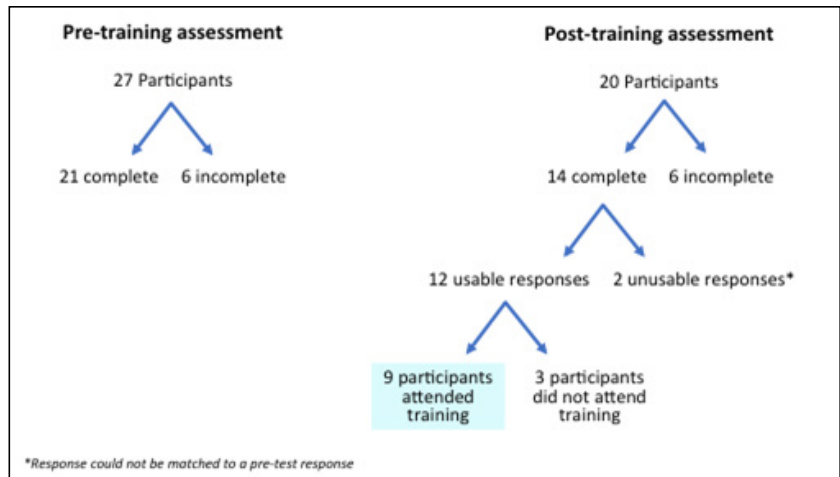 Pre-training assessment
27 Participants
21 complete
6 incomplete
Post-training assessment
20 Participants
14 complete
6 incomplete
12 usable responses
2 unusable responses*
9 participants
attended
training
3 participants
did not attend
training
*Response could not be matched to a pre-test response